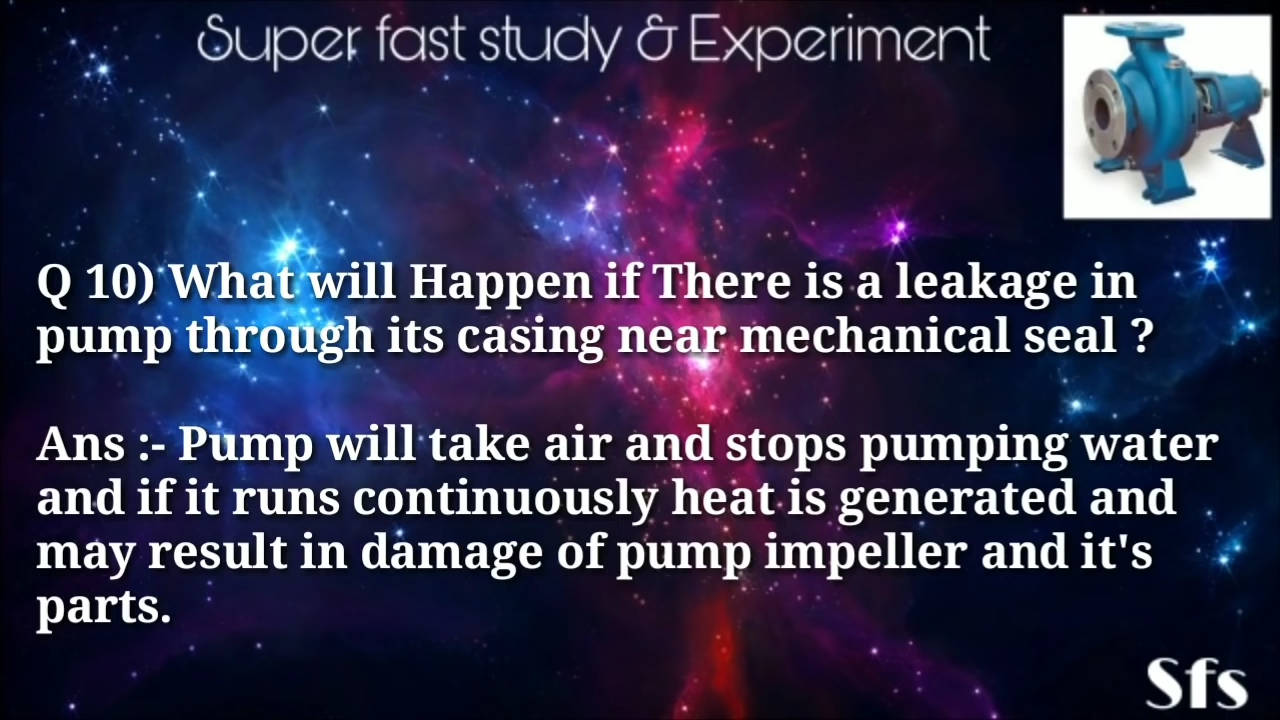 Super fast study & Experiment
Q 10) What will Happen if There is a leakage in
pump through its casing near mechanical seal ?
Ans :- Pump will take air and stops pumping water
and if it runs continuously heat is generated and
may result in damage of pump impeller and it's
parts.
Sfs